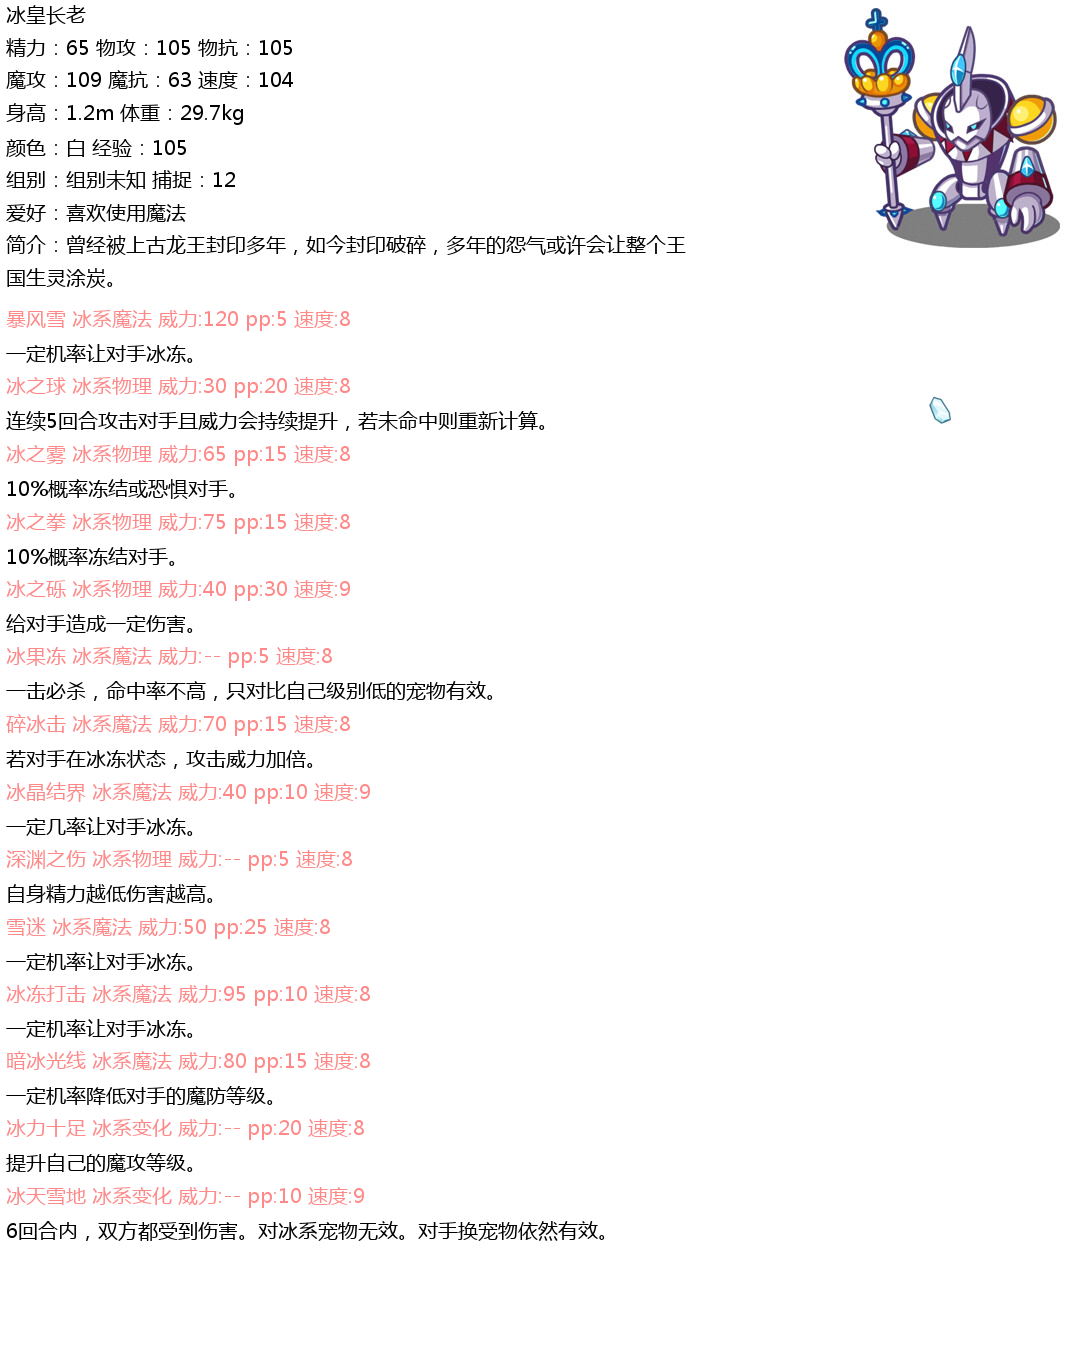 冰皇长老
精力：65 物攻：105 物抗：105
魔攻：109 魔抗：63 速度：104
身高：1.2m 体重：29.7kg
颜色：白 经验：105
组别：组别未知 捕捉：12
爱好：喜欢使用魔法
简介：曾经被上古龙王封印多年，如今封印破碎，多年的怨气或许会让整个王
国生灵涂炭。
暴风雪 冰系魔法 威力:120 pp:5 速度:8
一定机率让对手冰冻。
冰之球 冰系物理 威力:30 pp:20 速度:8
连续5回合攻击对手且威力会持续提升，若未命中则重新计算。
冰之雾 冰系物理 威力:65 pp:15 速度:8
10%概率冻结或恐惧对手。
冰之拳 冰系物理 威力:75 pp:15 速度:8
10%概率冻结对手。
冰之砾 冰系物理 威力:40 pp:30 速度:9
给对手造成一定伤害。
冰果冻 冰系魔法 威力:-- pp:5 速度:8
一击必杀，命中率不高，只对比自己级别低的宠物有效。
碎冰击 冰系魔法 威力:70 pp:15 速度:8
若对手在冰冻状态，攻击威力加倍。
冰晶结界 冰系魔法 威力:40 pp:10 速度:9
一定几率让对手冰冻。
深渊之伤 冰系物理 威力:-- pp:5 速度:8
自身精力越低伤害越高。
雪迷 冰系魔法 威力:50 pp:25 速度:8
一定机率让对手冰冻。
冰冻打击 冰系魔法 威力:95 pp:10 速度:8
一定机率让对手冰冻。
暗冰光线 冰系魔法 威力:80 pp:15 速度:8
一定机率降低对手的魔防等级。
冰力十足 冰系变化 威力:-- pp:20 速度:8
提升自己的魔攻等级。
冰天雪地 冰系变化 威力:-- pp:10 速度:9
6回合内，双方都受到伤害。对冰系宠物无效。对手换宠物依然有效。